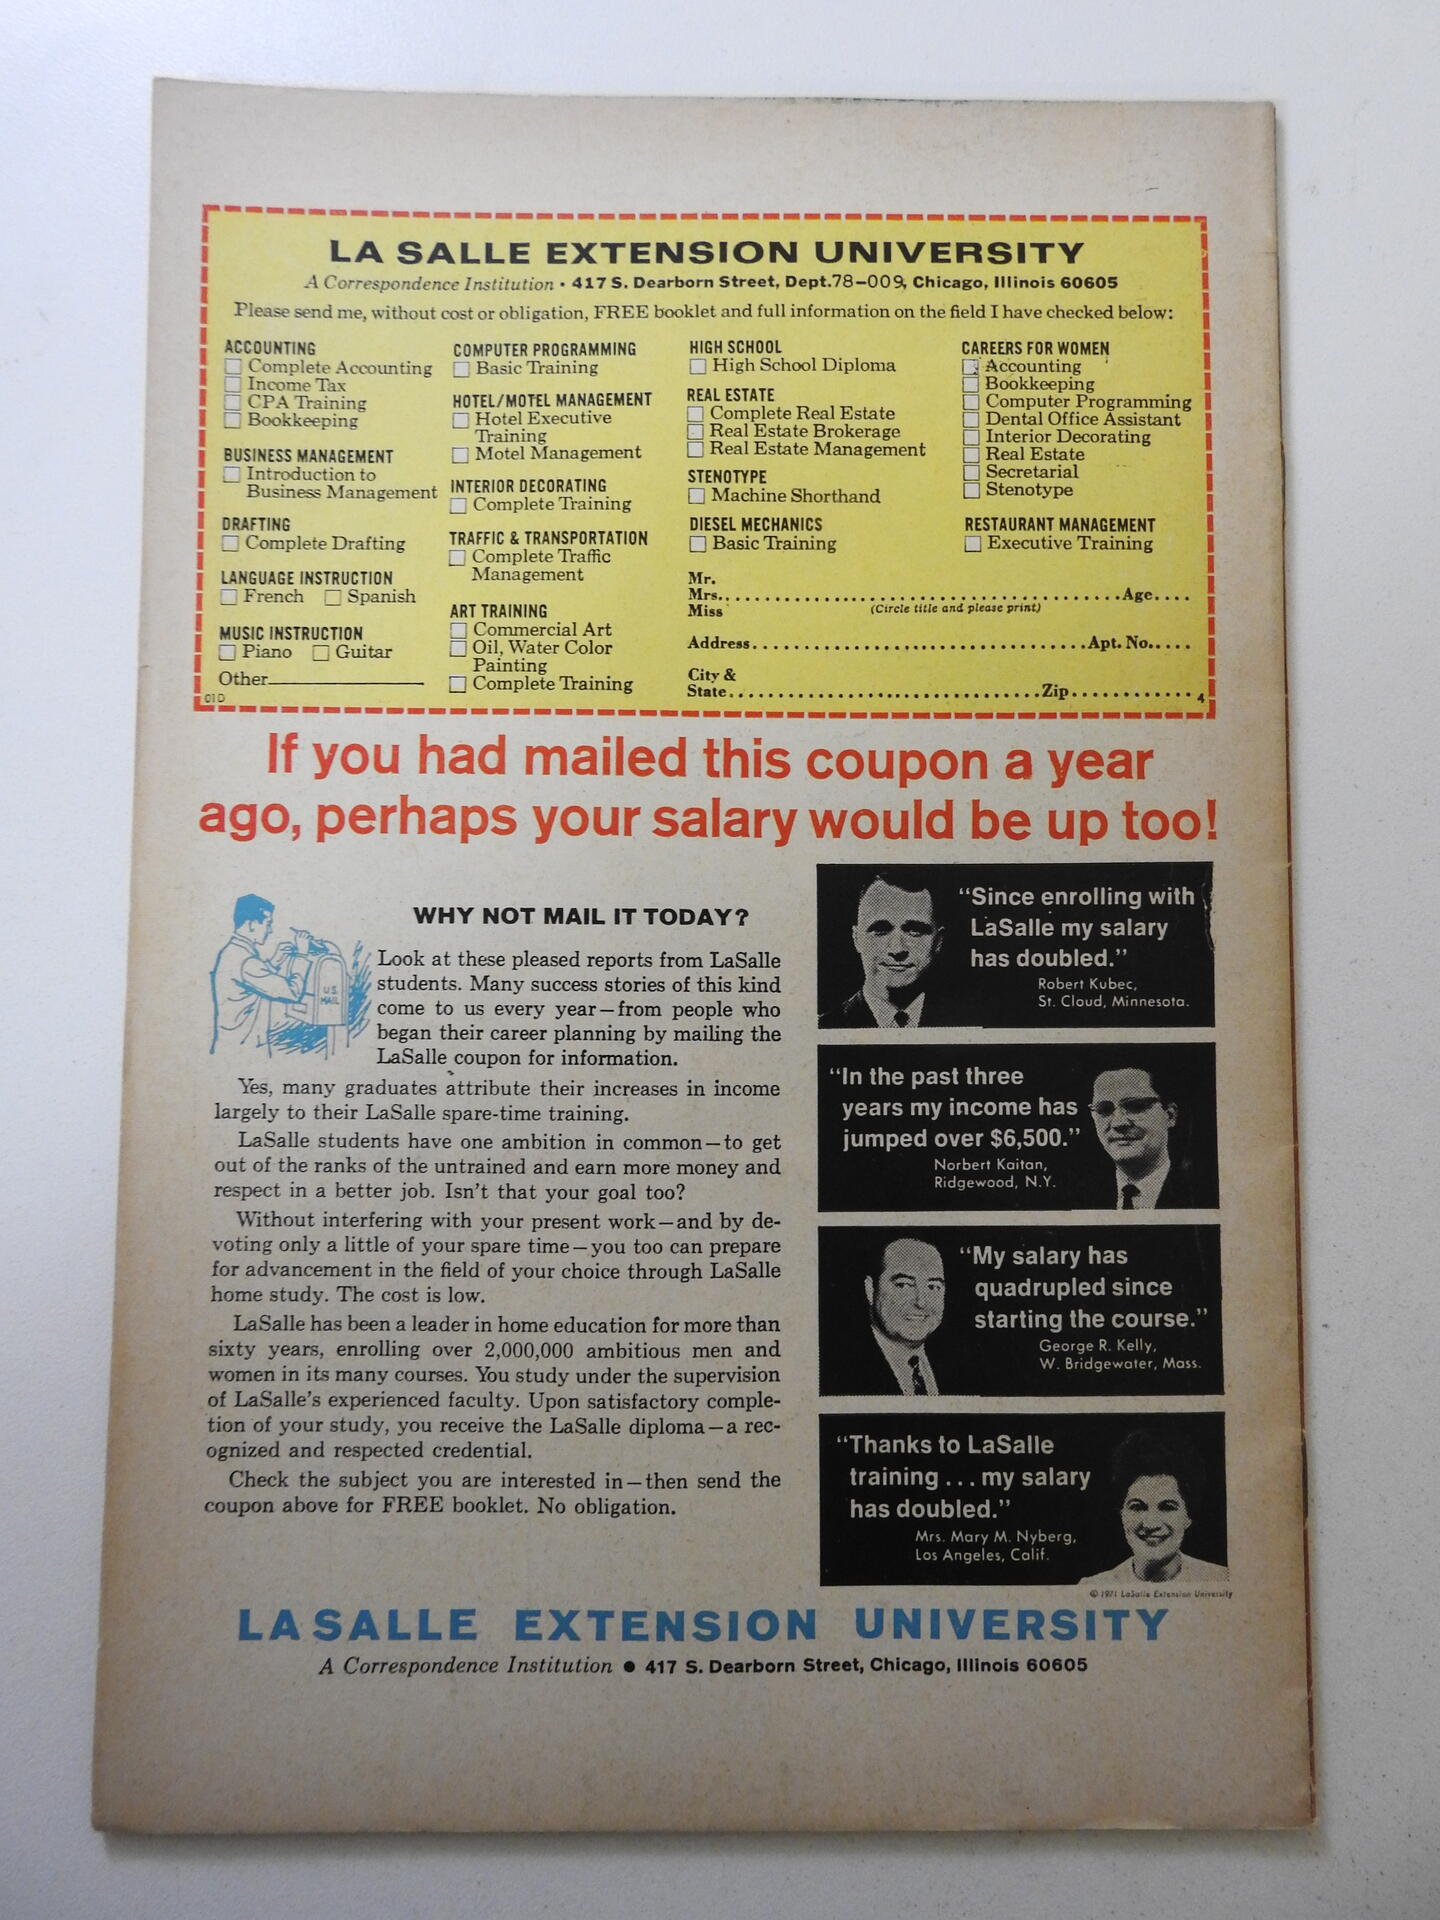 LA SALLE EXTENSION UNIVERSITY
A Correspondence Institution • 417 S. Dearborn Street, Dept.78-009, Chicago, Illinois 60605
Please send me, without cost or obligation, FREE booklet and full information on the field I have checked below:
ACCOUNTING
Complete Accounting
Income Tax
CPA Training
Bookkeeping
BUSINESS MANAGEMENT
Introduction to
Business Management
DRAFTING
Complete Drafting
LANGUAGE INSTRUCTION
French Spanish
MUSIC INSTRUCTION
Piano Guitar
Other
01D
COMPUTER PROGRAMMING
Basic Training
HOTEL/MOTEL MANAGEMENT
Hotel Executive
Training
Motel Management
INTERIOR DECORATING
Complete Training
TRAFFIC & TRANSPORTATION
Complete Traffic
Management
ART TRAINING
Commercial Art
Oil, Water Color
Painting
Complete Training
HIGH SCHOOL
High School Diploma
REAL ESTATE
Complete Real Estate
Real Estate Brokerage
Real Estate Management
STENOTYPE
Machine Shorthand
DIESEL MECHANICS
Basic Training
CAREERS FOR WOMEN
Accounting
Bookkeeping
Computer Programming
Dental Office Assistant
Interior Decorating
Real Estate
Secretarial
Stenotype
RESTAURANT MANAGEMENT
Executive Training
Mr.
Mrs. Age
Miss (Circle title and please print)
Address Apt. No.
City &
State Zip 4
If you had mailed this coupon a year
ago, perhaps your salary would be up too!
WHY NOT MAIL IT TODAY?
U.S.
MAIL
Look at these pleased reports from LaSalle
students. Many success stories of this kind
come to us every year—from people who
began their career planning by mailing the
LaSalle coupon for information.
Yes, many graduates attribute their increases in income
largely to their LaSalle spare-time training.
LaSalle students have one ambition in common—to get
out of the ranks of the untrained and earn more money and
respect in a better job. Isn't that your goal too?
Without interfering with your present work—and by de-
voting only a little of your spare time—you too can prepare
for advancement in the field of your choice through LaSalle
home study. The cost is low.
LaSalle has been a leader in home education for more than
sixty years, enrolling over 2,000,000 ambitious men and
women in its many courses. You study under the supervision
of LaSalle's experienced faculty. Upon satisfactory comple-
tion of your study, you receive the LaSalle diploma—a rec-
ognized and respected credential.
Check the subject you are interested in—then send the
coupon above for FREE booklet. No obligation.
"Since enrolling with
LaSalle my salary
has doubled."
Robert Kubec,
St. Cloud, Minnesota.
"In the past three
years my income has
jumped over $6,500."
Norbert Kaitan,
Ridgewood, N.Y.
"My salary has
quadrupled since
starting the course."
George R. Kelly,
W. Bridgewater, Mass.
"Thanks to LaSalle
training . . . my salary
has doubled."
Mrs. Mary M. Nyberg,
Los Angeles, Calif.
© 1971 LaSalle Extension University
LA SALLE EXTENSION UNIVERSITY
A Correspondence Institution • 417 S. Dearborn Street, Chicago, Illinois 60605